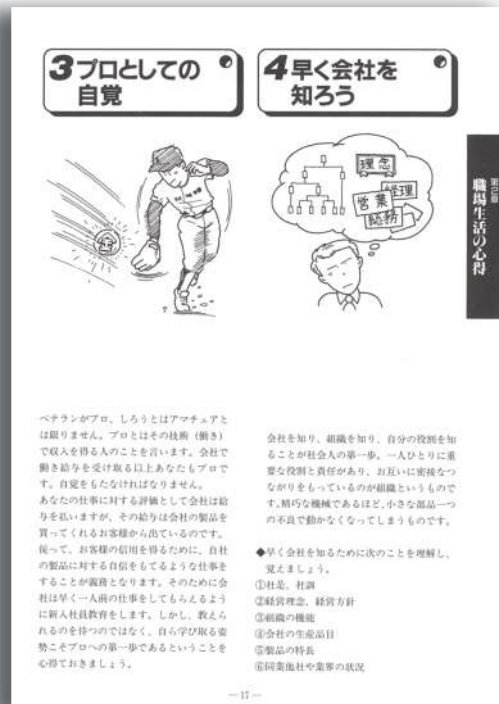 3プロとしての
自覚
4早く会社を
知ろう
理念
経理
営業
総務
第2章
職場生活の心得
ベテランがプロ、しろうとはアマチュアと
は限りません。プロとはその技術（働き）
で収入を得る人のことを言います。会社で
働き給与を受け取る以上あなたもプロで
す。自覚をもたなければなりません。
あなたの仕事に対する評価として会社は給
与を払いますが、その給与は会社の製品を
買ってくれるお客様から出ているのです。
従って、お客様の信用を得るために、自社
の製品に対する自信をもてるような仕事を
することが義務となります。そのために会
社は早く一人前の仕事をしてもらえるよう
に新入社員教育をします。しかし、教えら
れるのを待つのではなく、自ら学び取る姿
勢こそプロへの第一歩であるということを
心得ておきましょう。
会社を知り、組織を知り、自分の役割を知
ることが社会人の第一歩。一人ひとりに重
要な役割と責任があり、お互いに密接なつ
ながりをもっているのが組織というもので
す。精巧な機械であるほど、小さな部品一つ
の不良で動かなくなってしまうものです。
◆早く会社を知るために次のことを理解し、
覚えましょう。
①社是、社訓
②経営理念、経営方針
③組織の機能
④会社の生産品目
⑤製品の特長
⑥同業他社や業界の状況
—17—